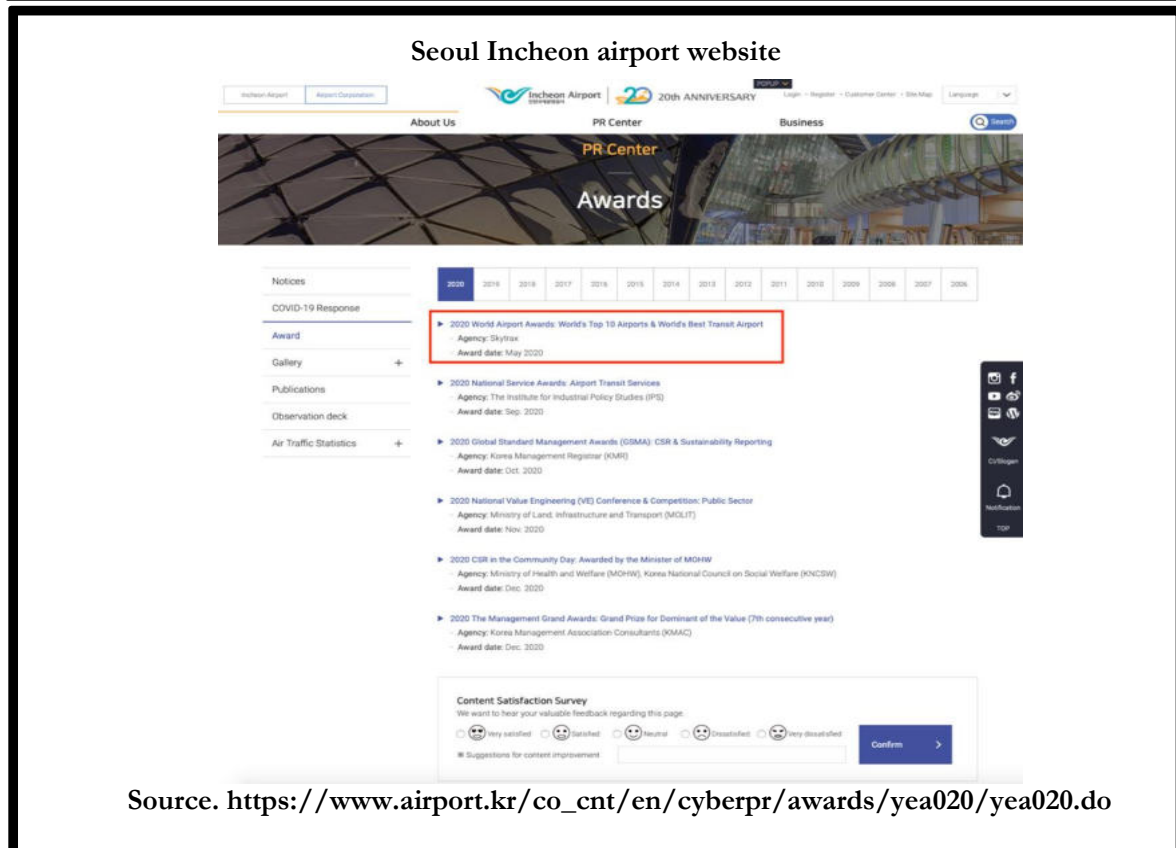 Seoul Incheon airport website
Incheon Airport
Airport Corporation
Incheon Airport
20th ANNIVERSARY
POPUP
Login
Register
Customer Center
Site Map
Language
About Us
PR Center
Business
Search
PR Center
Awards
Notices
COVID-19 Response
Award
Gallery +
Publications
Observation deck
Air Traffic Statistics +
2020 2019 2018 2017 2016 2015 2014 2013 2012 2011 2010 2009 2008 2007 2006
2020 World Airport Awards: World's Top 10 Airports & World's Best Transit Airport
Agency: Skytrax
Award date: May 2020
2020 National Service Awards: Airport Transit Services
Agency: The Institute for Industrial Policy Studies (IPS)
Award date: Sep. 2020
2020 Global Standard Management Awards (GSMA): CSR & Sustainability Reporting
Agency: Korea Management Registrar (KMR)
Award date: Oct. 2020
2020 National Value Engineering (VE) Conference & Competition: Public Sector
Agency: Ministry of Land, Infrastructure and Transport (MOLIT)
Award date: Nov. 2020
2020 CSR in the Community Day: Awarded by the Minister of MOHW
Agency: Ministry of Health and Welfare (MOHW), Korea National Council on Social Welfare (KNCSW)
Award date: Dec. 2020
2020 The Management Grand Awards: Grand Prize for Dominant of the Value (7th consecutive year)
Agency: Korea Management Association Consultants (KMAC)
Award date: Dec. 2020
CI/Slogan
Notification
TOP
Content Satisfaction Survey
We want to hear your valuable feedback regarding this page.
Very satisfied Satisfied Neutral Dissatisfied Very dissatisfied
Suggestions for content improvement
Confirm
Source. https://www.airport.kr/co_cnt/en/cyberpr/awards/yea020/yea020.do